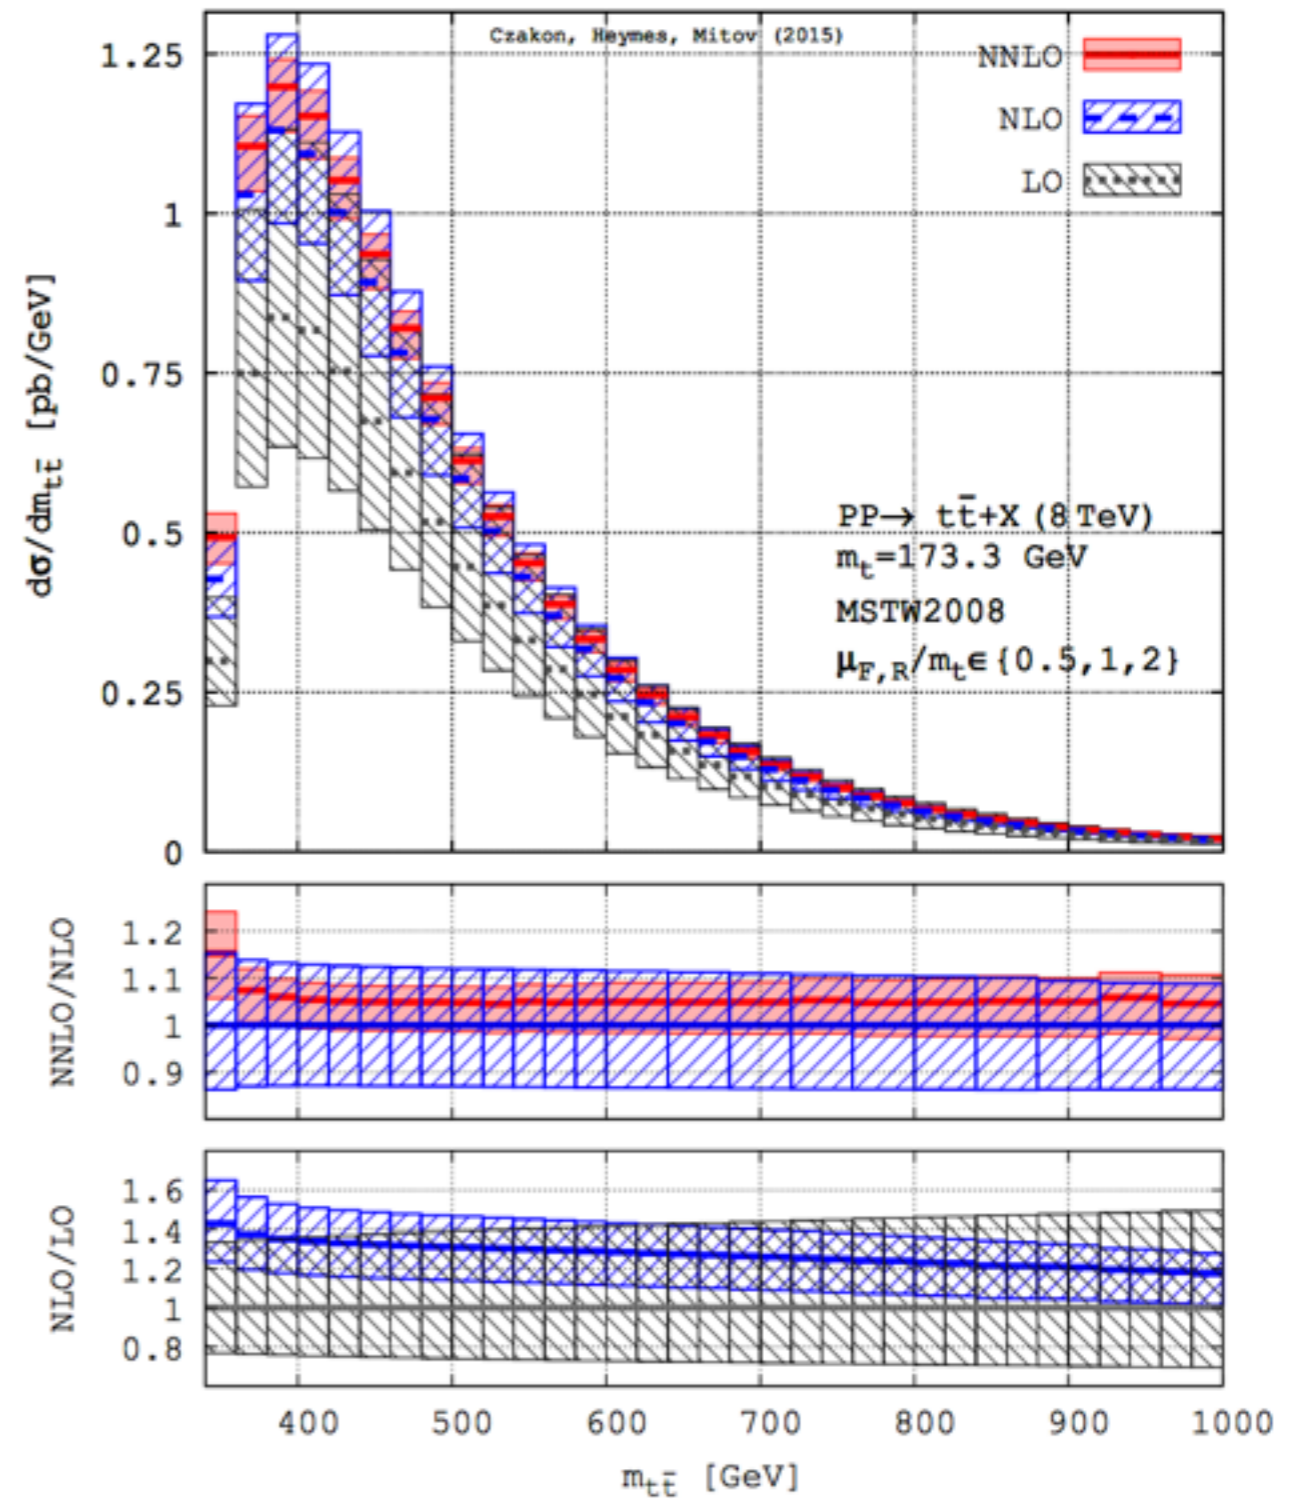 Czakon, Heymes, Mitov (2015)
NNLO
NLO
LO
dσ/dm_tt̄ [pb/GeV]
1.25
1
0.75
0.5
0.25
0
PP→ tt̄+X (8 TeV)
m_t=173.3 GeV
MSTW2008
μ_F,R/m_t∈{0.5,1,2}
NNLO/NLO
1.2
1.1
1
0.9
NLO/LO
1.6
1.4
1.2
1
0.8
400 500 600 700 800 900 1000
m_tt̄ [GeV]